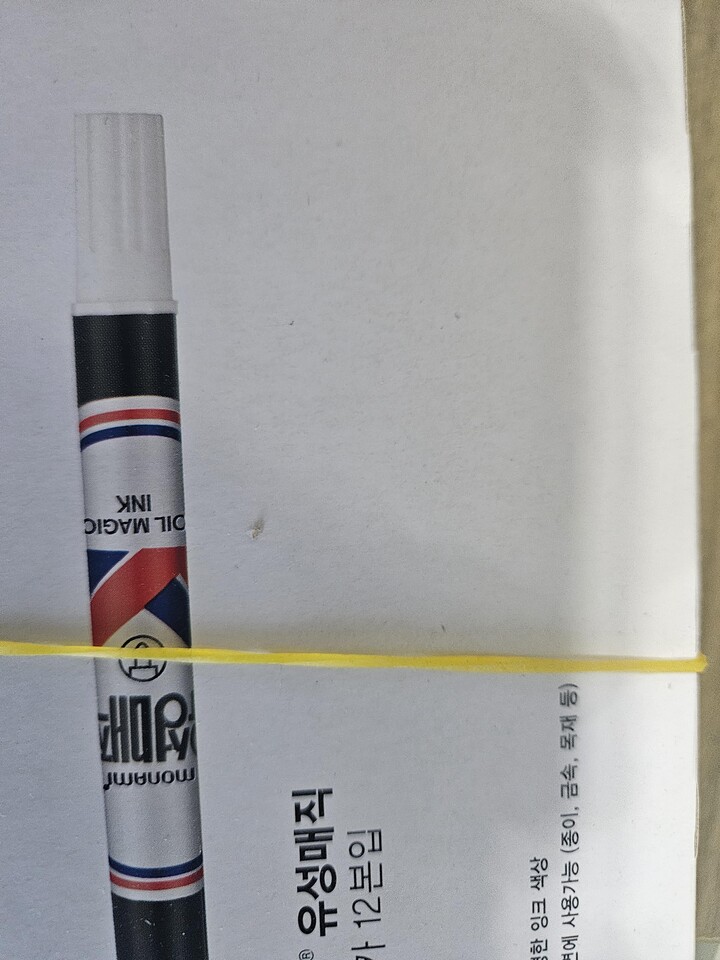 OIL MAGIC
INK
성매직
monami
® 유성매직
12본입
잉크 색상
사용가능 (종이, 금속, 목재 등)